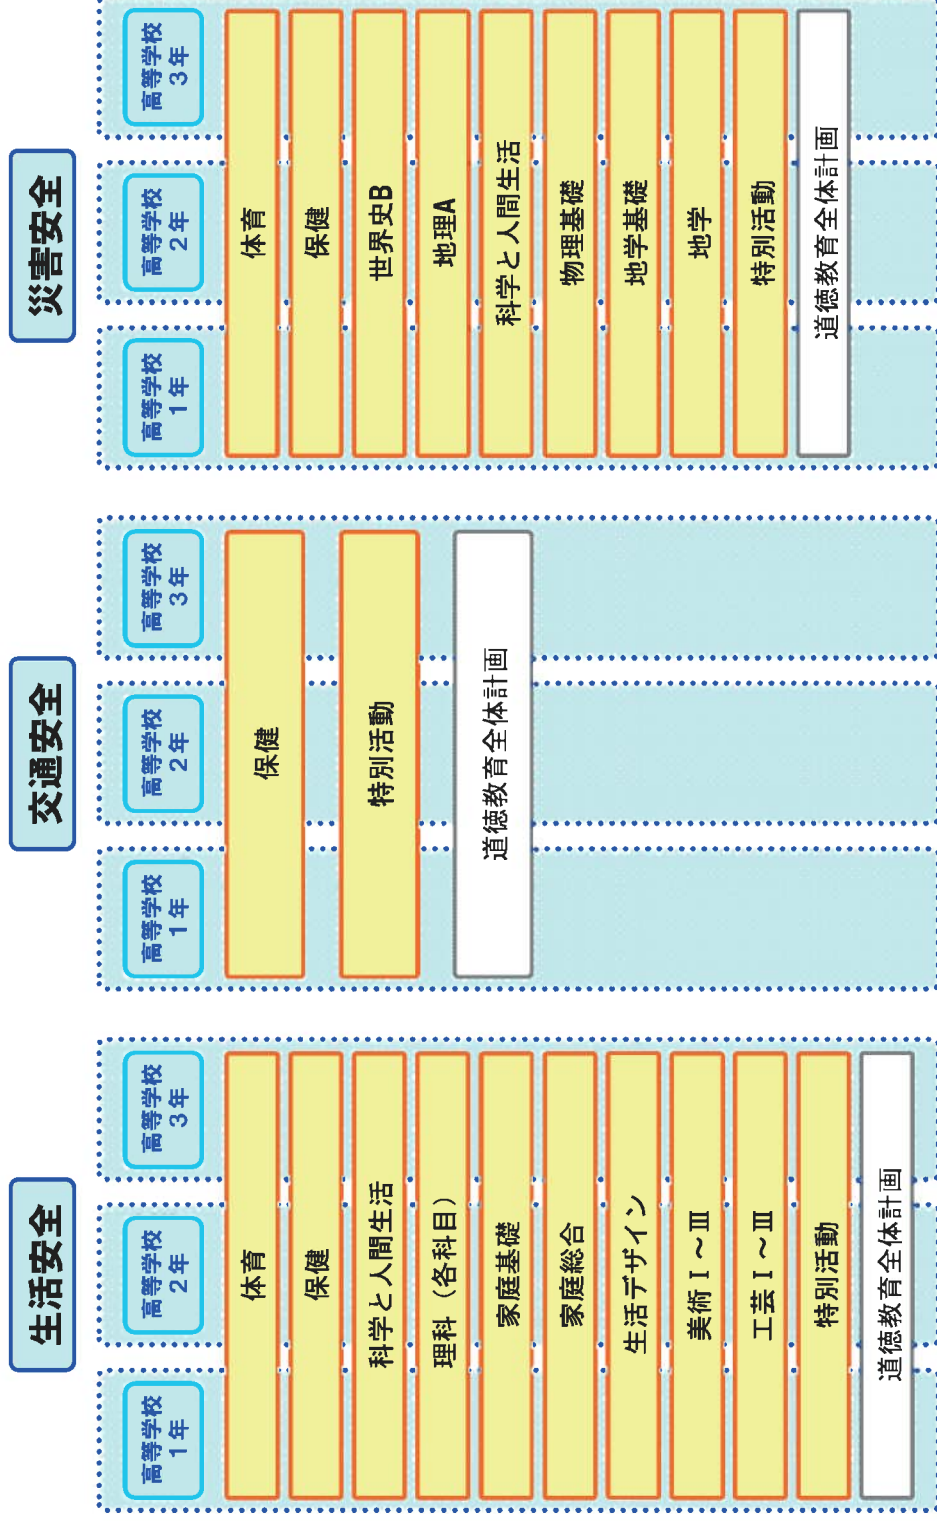 生活安全
高等学校
1年
高等学校
2年
高等学校
3年
体育
保健
科学と人間生活
理科（各科目）
家庭基礎
家庭総合
生活デザイン
美術Ⅰ～Ⅲ
工芸Ⅰ～Ⅲ
特別活動
道徳教育全体計画
交通安全
高等学校
1年
高等学校
2年
高等学校
3年
保健
特別活動
道徳教育全体計画
災害安全
高等学校
1年
高等学校
2年
高等学校
3年
体育
保健
世界史B
地理A
科学と人間生活
物理基礎
地学基礎
地学
特別活動
道徳教育全体計画